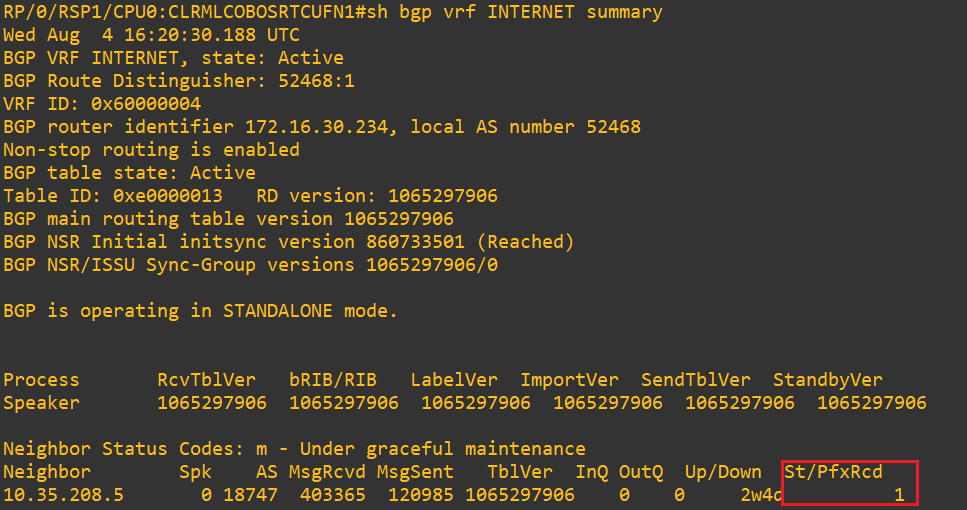 RP/0/RSP1/CPU0:CLRMLCOBOSRTCUFN1#sh bgp vrf INTERNET summary
Wed Aug  4 16:20:30.188 UTC
BGP VRF INTERNET, state: Active
BGP Route Distinguisher: 52468:1
VRF ID: 0x60000004
BGP router identifier 172.16.30.234, local AS number 52468
Non-stop routing is enabled
BGP table state: Active
Table ID: 0xe0000013   RD version: 1065297906
BGP main routing table version 1065297906
BGP NSR Initial initsync version 860733501 (Reached)
BGP NSR/ISSU Sync-Group versions 1065297906/0
BGP is operating in STANDALONE mode.
Process       RcvTblVer   bRIB/RIB   LabelVer  ImportVer  SendTblVer  StandbyVer
Speaker       1065297906  1065297906  1065297906  1065297906  1065297906  1065297906
Neighbor Status Codes: m - Under graceful maintenance
Neighbor        Spk    AS MsgRcvd MsgSent   TblVer  InQ OutQ  Up/Down  St/PfxRcd
10.35.208.5       0 18747  403365  120985 1065297906    0    0     2w4d          1